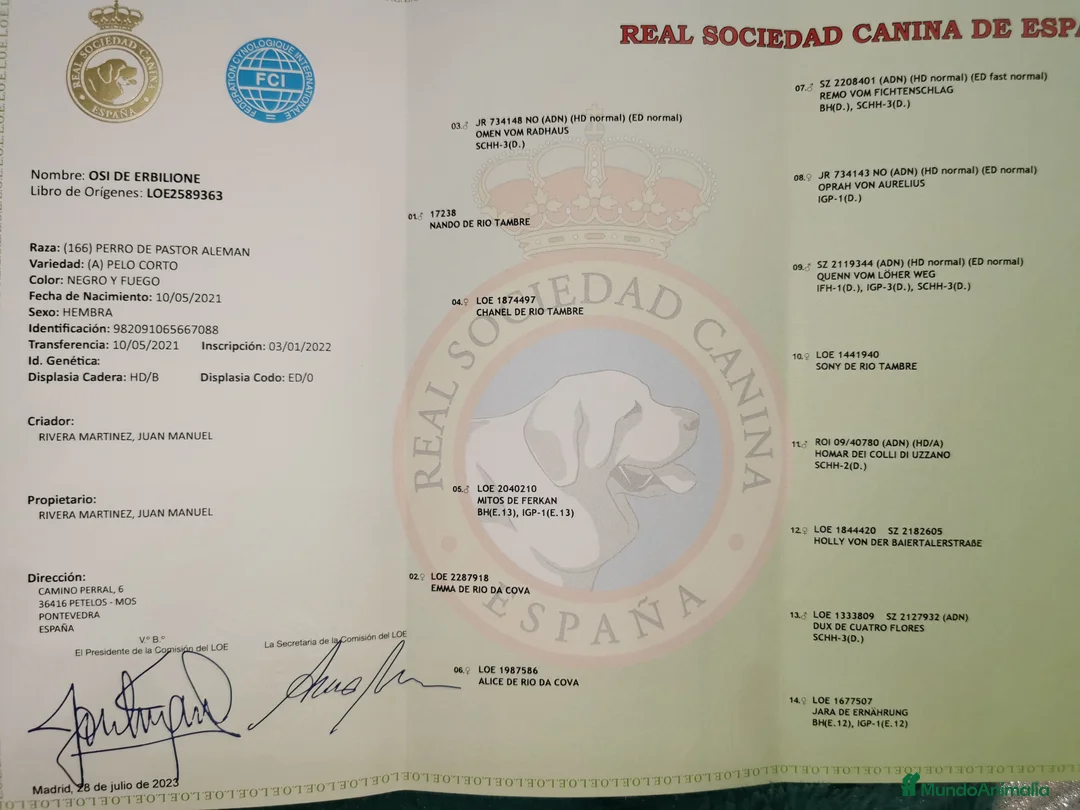 REAL SOCIEDAD CANINA
ESPAÑA
FEDERATION CYNOLOGIQUE INTERNATIONALE
FCI
REAL SOCIEDAD CANINA DE ESPA
Nombre: OSI DE ERBILIONE
Libro de Orígenes: LOE2589363
Raza: (166) PERRO DE PASTOR ALEMAN
Variedad: (A) PELO CORTO
Color: NEGRO Y FUEGO
Fecha de Nacimiento: 10/05/2021
Sexo: HEMBRA
Identificación: 982091065667088
Transferencia: 10/05/2021 Inscripción: 03/01/2022
Id. Genética:
Displasia Cadera: HD/B Displasia Codo: ED/0
Criador:
RIVERA MARTINEZ, JUAN MANUEL
Propietario:
RIVERA MARTINEZ, JUAN MANUEL
Dirección:
CAMINO PERRAL, 6
36416 PETELOS - MOS
PONTEVEDRA
ESPAÑA
V.º B.º
El Presidente de la Comisión del LOE
La Secretaria de la Comisión del LOE
Madrid, 28 de julio de 2023
01.♂ 17238
NANDO DE RIO TAMBRE
02.♀ LOE 2287918
EMMA DE RIO DA COVA
03.♂ JR 734148 NO (ADN) (HD normal) (ED normal)
OMEN VOM RADHAUS
SCHH-3(D.)
04.♀ LOE 1874497
CHANEL DE RIO TAMBRE
05.♂ LOE 2040210
MITOS DE FERKAN
BH(E.13), IGP-1(E.13)
06.♀ LOE 1987586
ALICE DE RIO DA COVA
07.♂ SZ 2208401 (ADN) (HD normal) (ED fast normal)
REMO VOM FICHTENSCHLAG
BH(D.), SCHH-3(D.)
08.♀ JR 734143 NO (ADN) (HD normal) (ED normal)
OPRAH VON AURELIUS
IGP-1(D.)
09.♂ SZ 2119344 (ADN) (HD normal) (ED normal)
QUENN VOM LÖHER WEG
IFH-1(D.), IGP-3(D.), SCHH-3(D.)
10.♀ LOE 1441940
SONY DE RIO TAMBRE
11.♂ ROI 09/40780 (ADN) (HD/A)
HOMAR DEI COLLI DI UZZANO
SCHH-2(D.)
12.♀ LOE 1844420 SZ 2182605
HOLLY VON DER BAIERTALERSTRAßE
13.♂ LOE 1333809 SZ 2127932 (ADN)
DUX DE CUATRO FLORES
SCHH-3(D.)
14.♀ LOE 1677507
JARA DE ERNÄHRUNG
BH(E.12), IGP-1(E.12)
REAL SOCIEDAD CANINA
ESPAÑA
MundoAnimalia